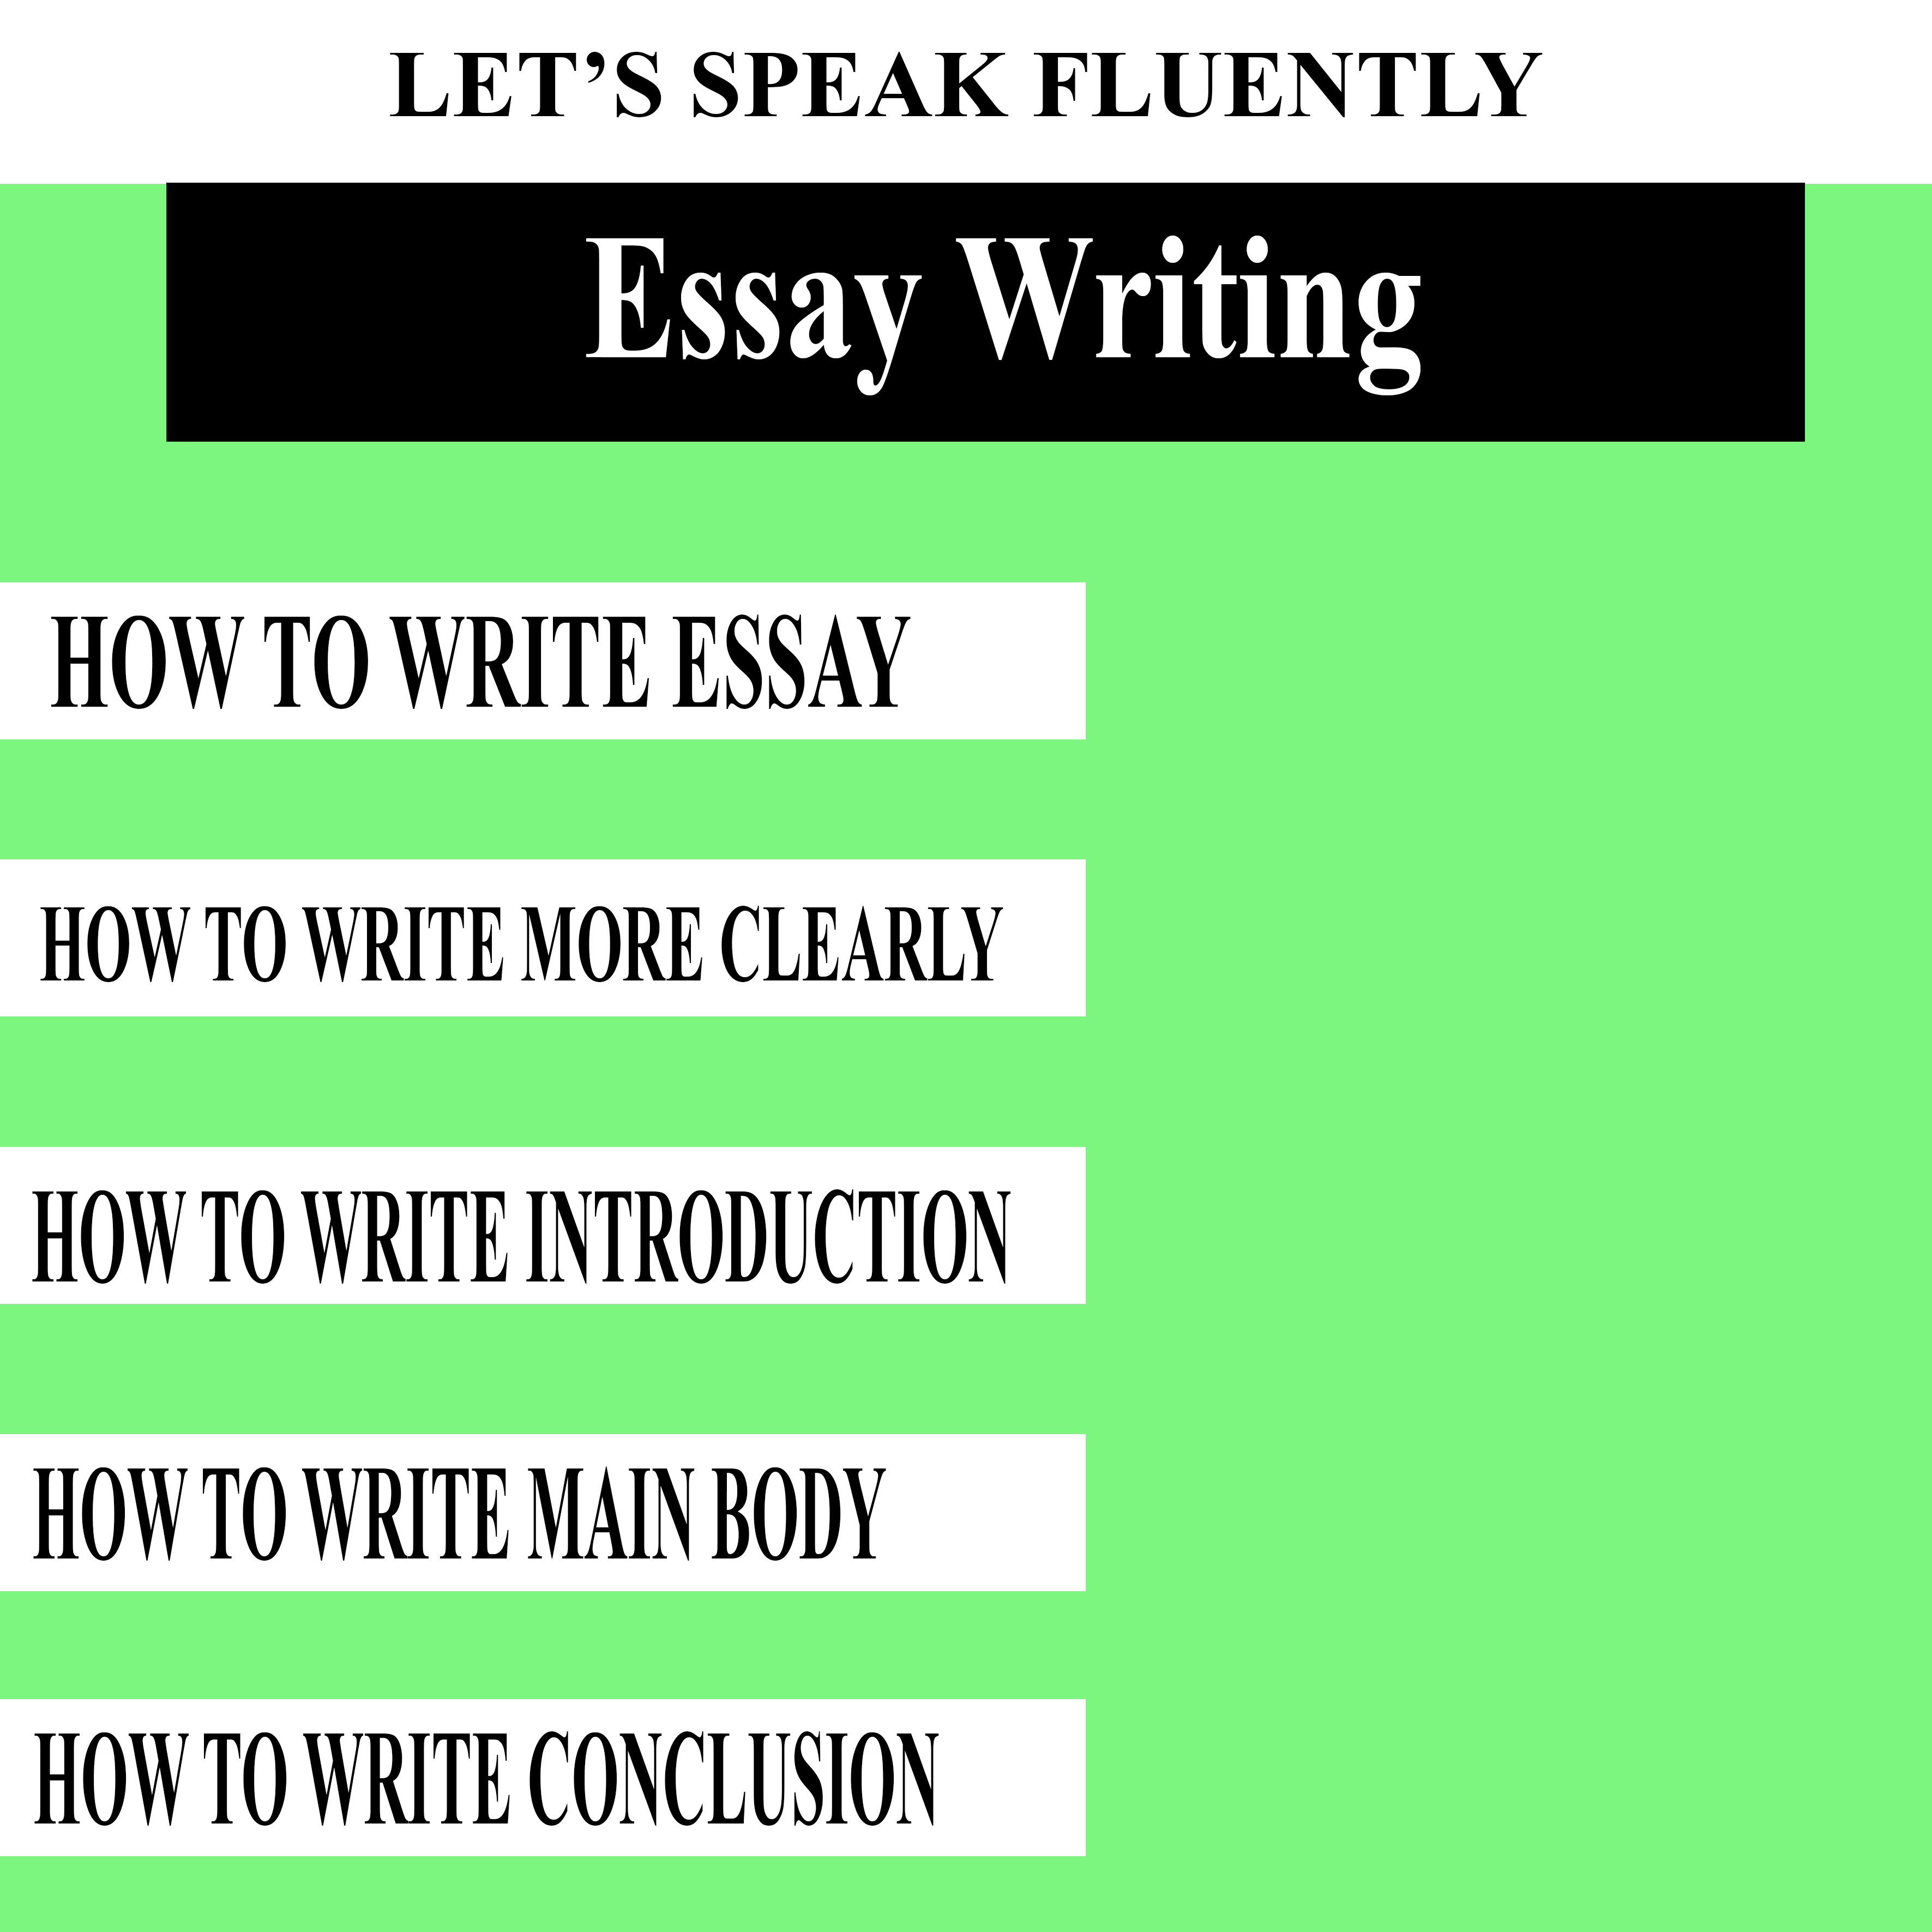 LET’S SPEAK FLUENTLY
Essay Writing
HOW TO WRITE ESSAY
HOW TO WRITE MORE CLEARLY
HOW TO WRITE INTRODUCTION
HOW TO WRITE MAIN BODY
HOW TO WRITE CONCLUSION